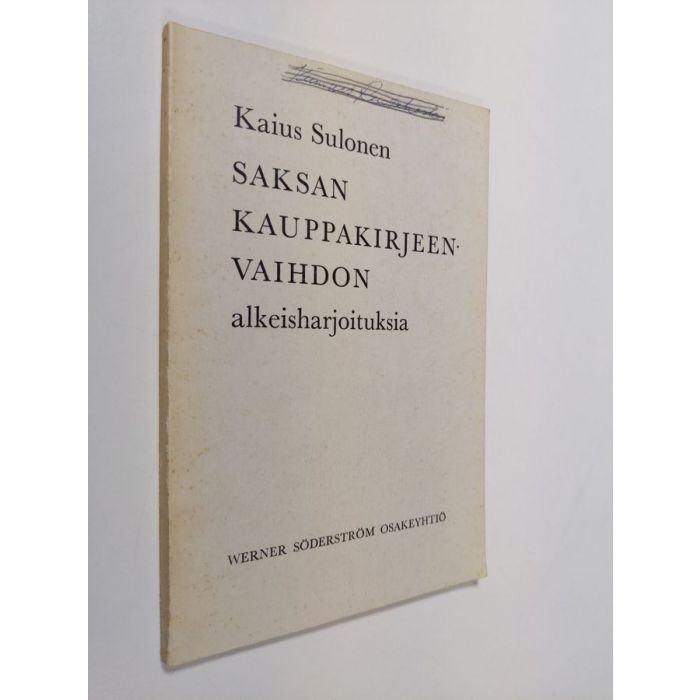 Kaius Sulonen
SAKSAN
KAUPPAKIRJEEN-
VAIHDON
alkeisharjoituksia
WERNER SÖDERSTRÖM OSAKEYHTIÖ